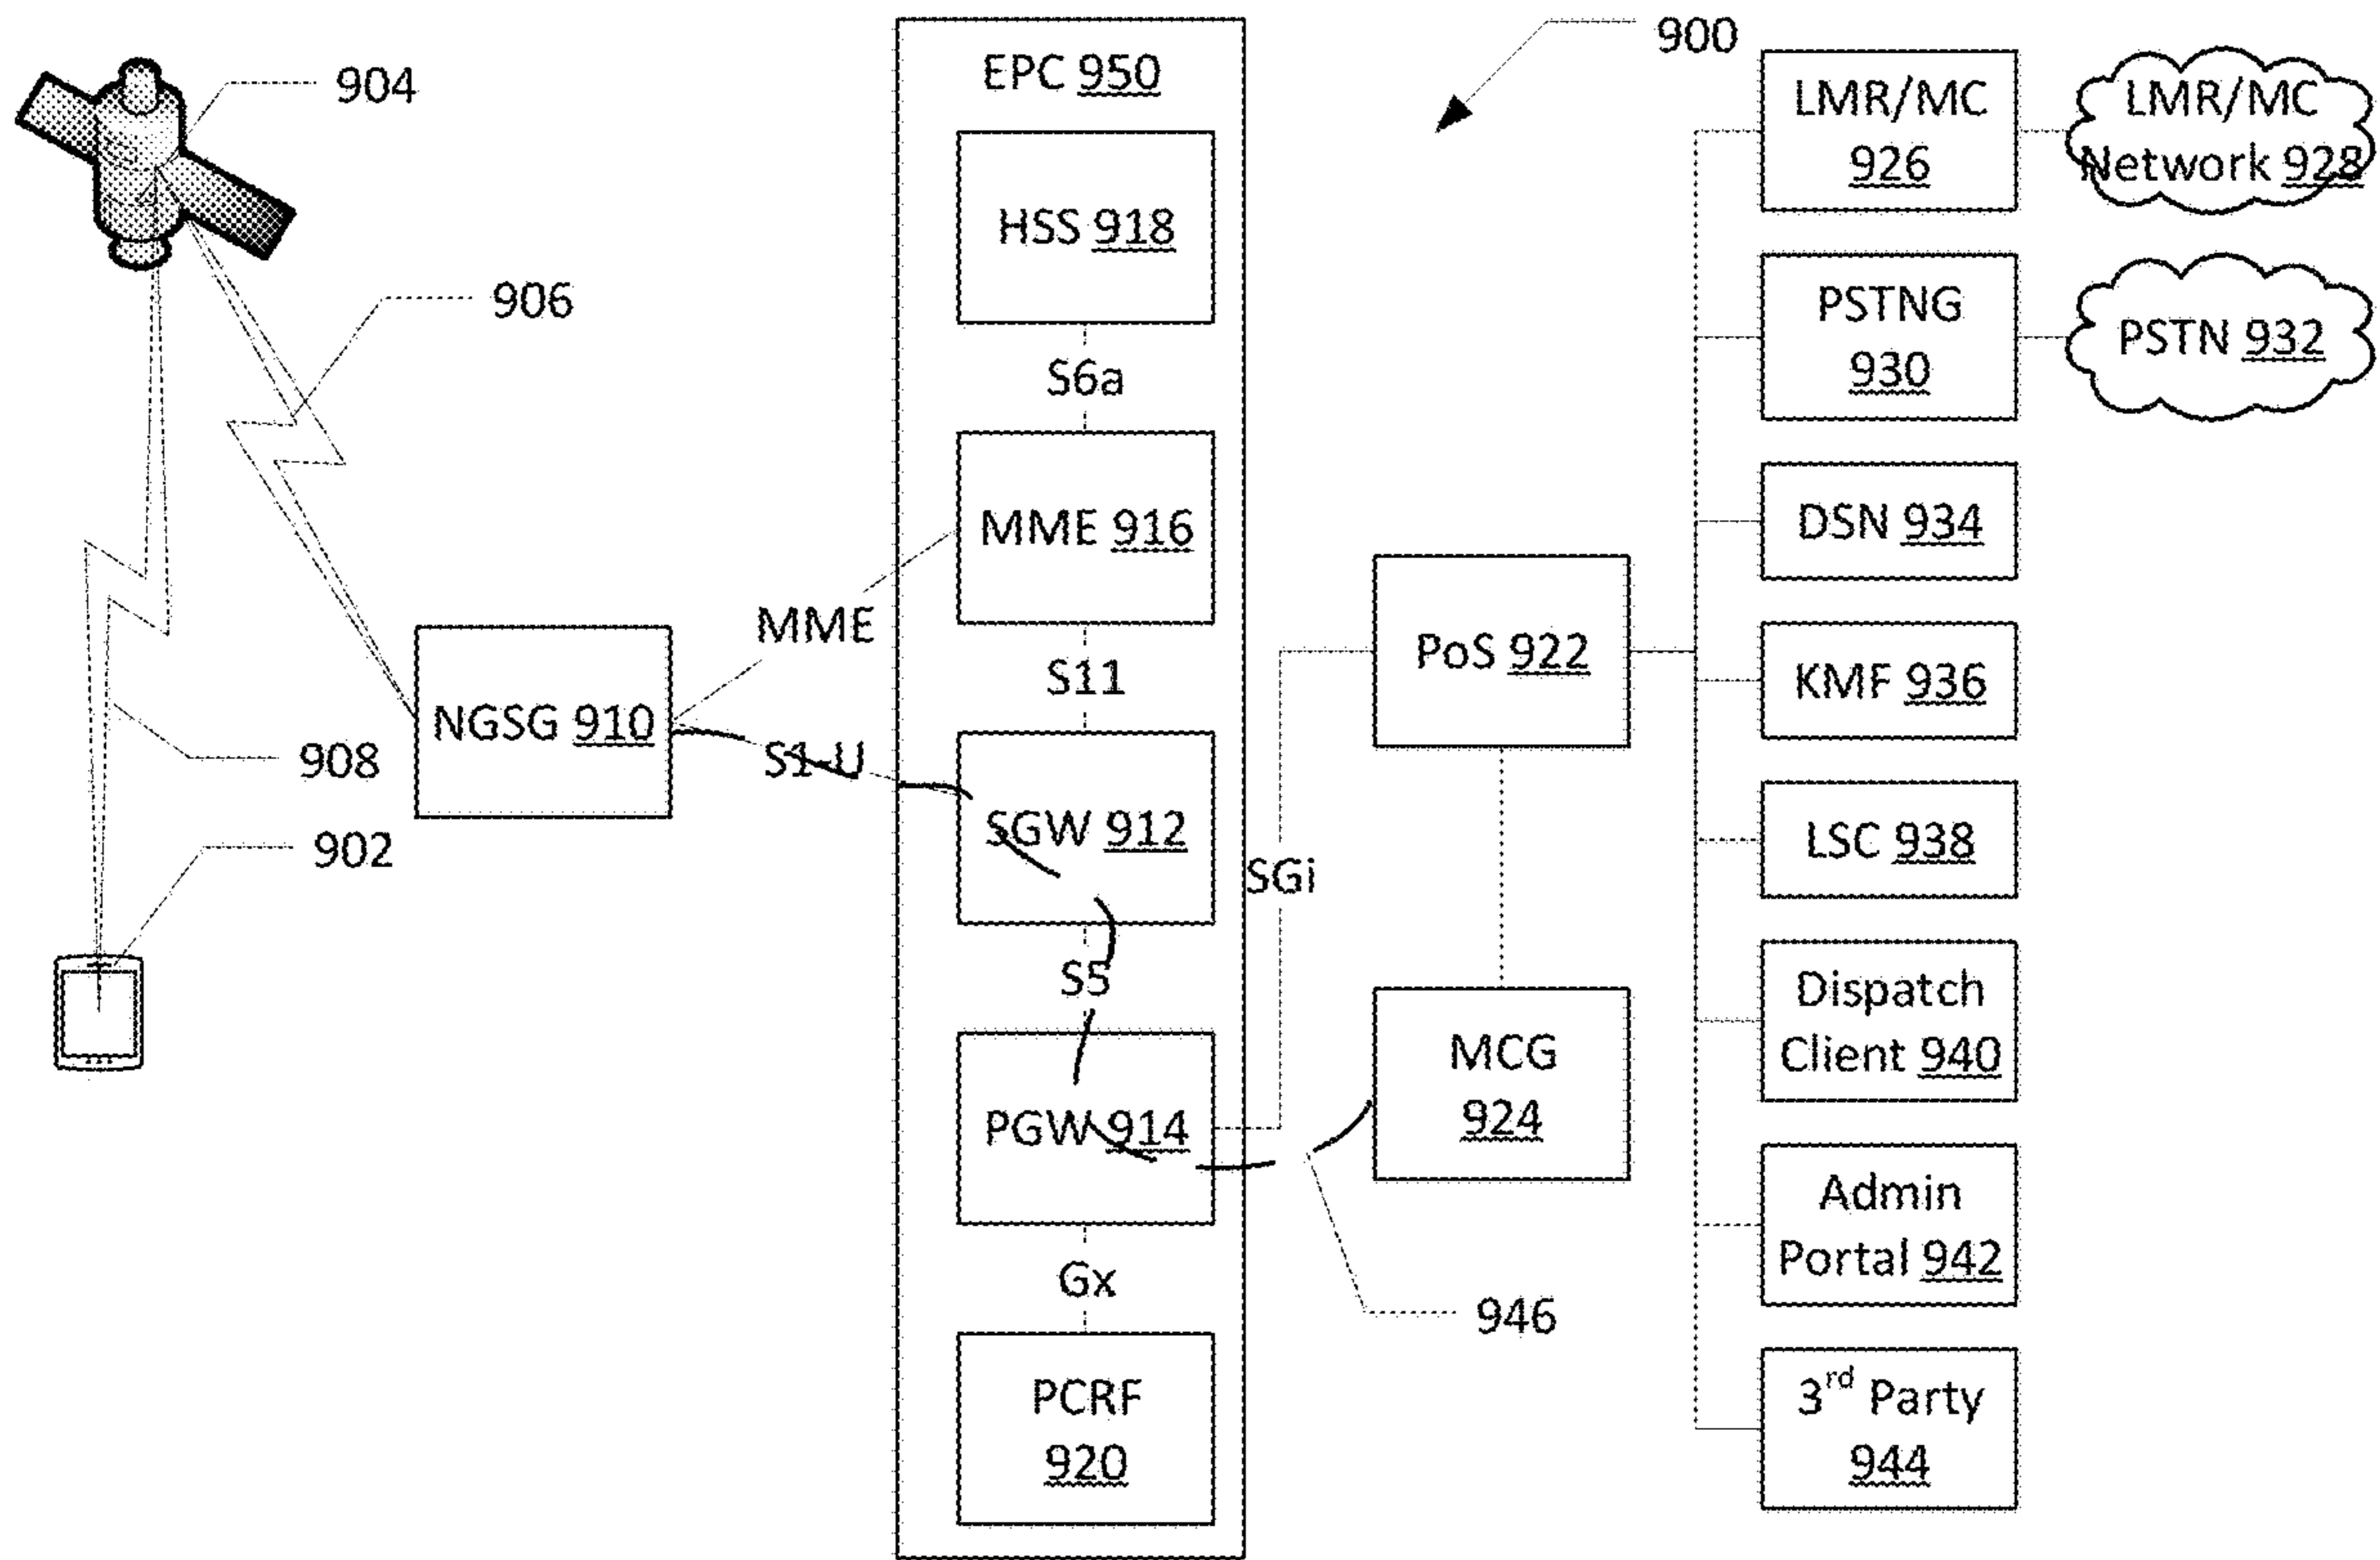 900
904
906
908
902
NGSG 910
MME
S1-U
EPC 950
HSS 918
S6a
MME 916
S11
SGW 912
S5
PGW 914
Gx
PCRF
920
SGi
PoS 922
MCG
924
946
LMR/MC
926
LMR/MC
Network 928
PSTNG
930
PSTN 932
DSN 934
KMF 936
LSC 938
Dispatch
Client 940
Admin
Portal 942
3rd Party
944